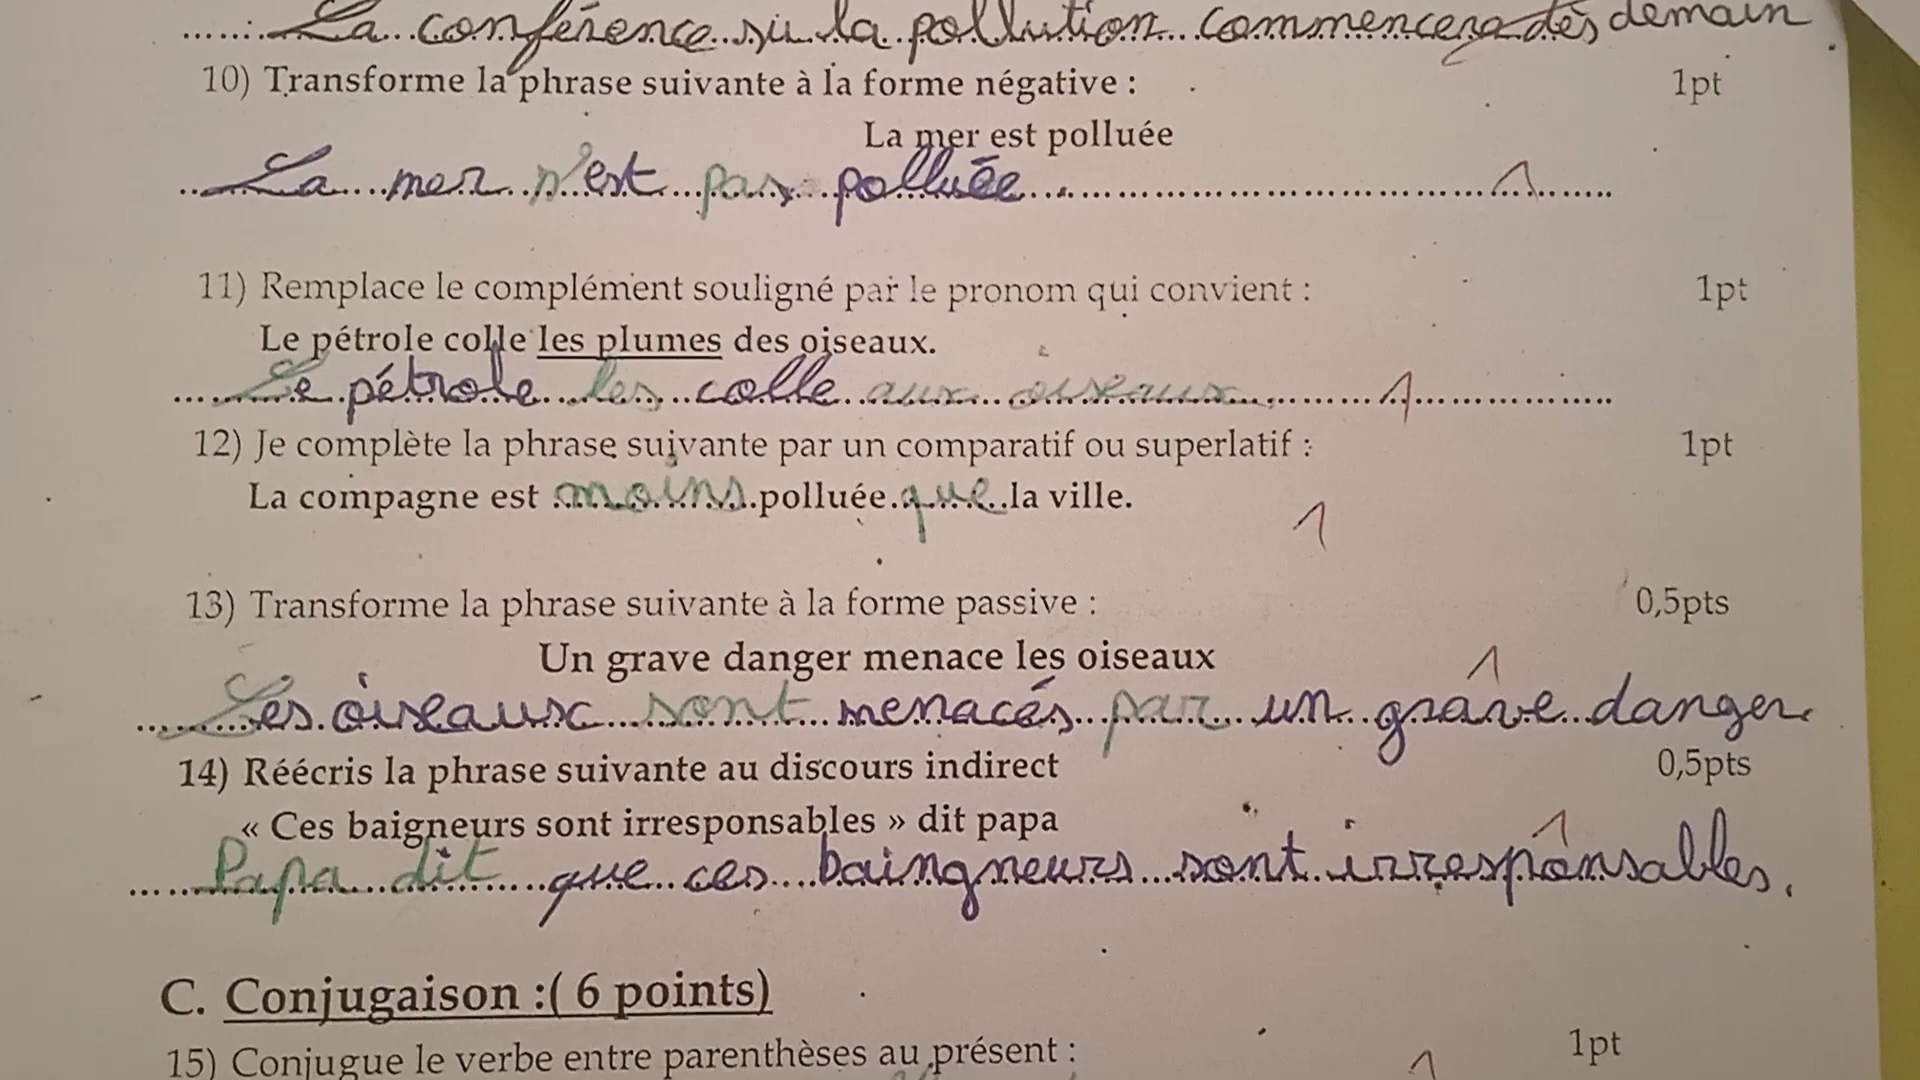 ......La conférence su la pollution commencera dès demain.
10) Transforme la phrase suivante à la forme négative : 1pt
La mer est polluée
La mer n'est pas polluée 1
11) Remplace le complément souligné par le pronom qui convient : 1pt
Le pétrole colle les plumes des oiseaux.
Le pétrole les colle aux oiseaux. 1
12) Je complète la phrase suivante par un comparatif ou superlatif : 1pt
La compagne est moins polluée que la ville. 1
13) Transforme la phrase suivante à la forme passive : 0,5pts
Un grave danger menace les oiseaux 1
Les oiseaux sont menacés par un grave danger.
14) Réécris la phrase suivante au discours indirect 0,5pts
« Ces baigneurs sont irresponsables » dit papa 1
Papa dit que ces baingneurs sont irresponsables.
C. Conjugaison :( 6 points)
15) Conjugue le verbe entre parenthèses au présent : 1pt
1